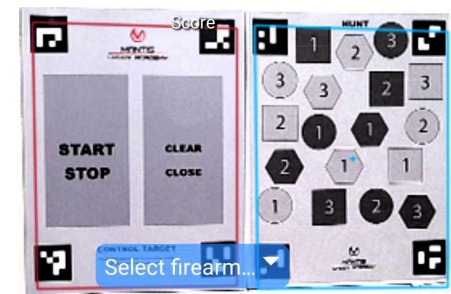 Score
MANTIS
START
STOP
CLEAR
CLOSE
CONTROL TARGET
HUNT
1 2 3
3 3 2 3
2 1 1 2
2 1 1
1 3 2 3
MANTIS
Select firearm...